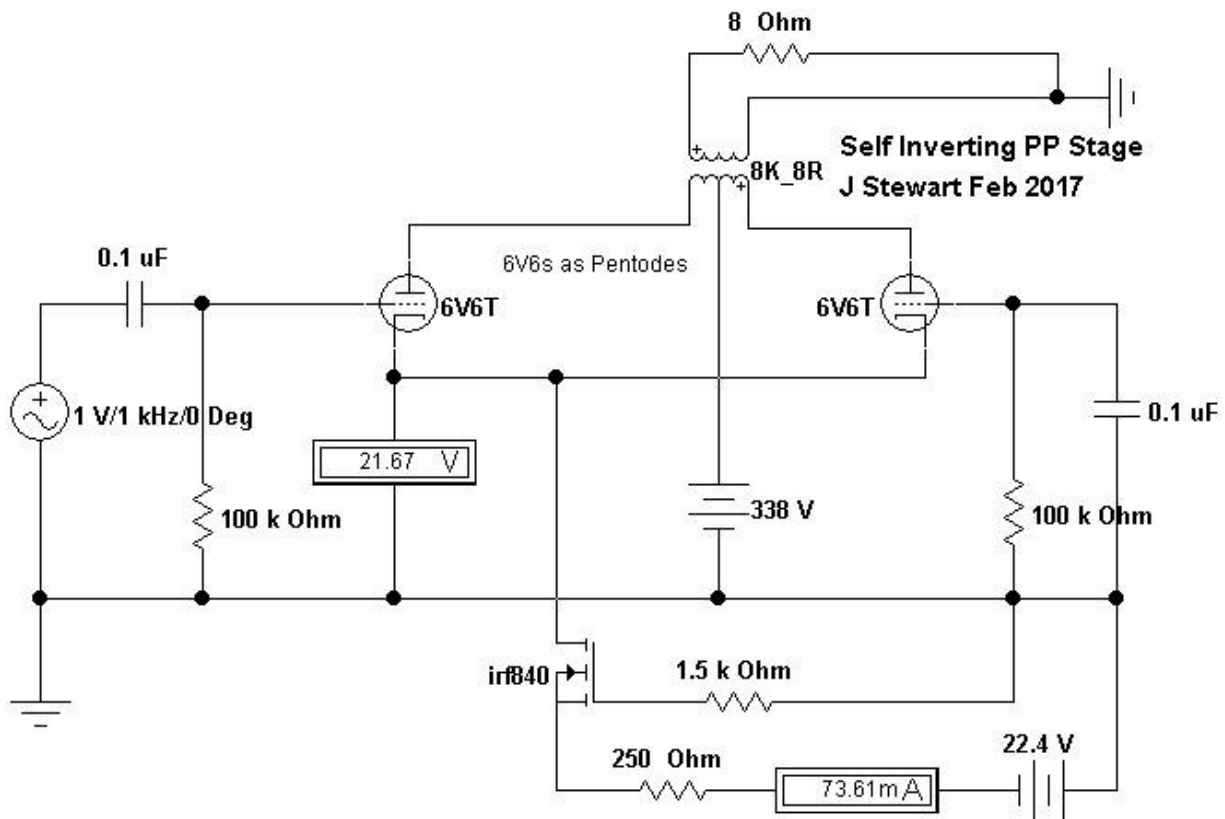 8 Ohm
Self Inverting PP Stage
8K_8R
J Stewart Feb 2017
0.1 uF
6V6s as Pentodes
6V6T
6V6T
1 V/1 kHz/0 Deg
0.1 uF
21.67 V
100 k Ohm
338 V
100 k Ohm
irf840
1.5 k Ohm
250 Ohm
22.4 V
73.61m A